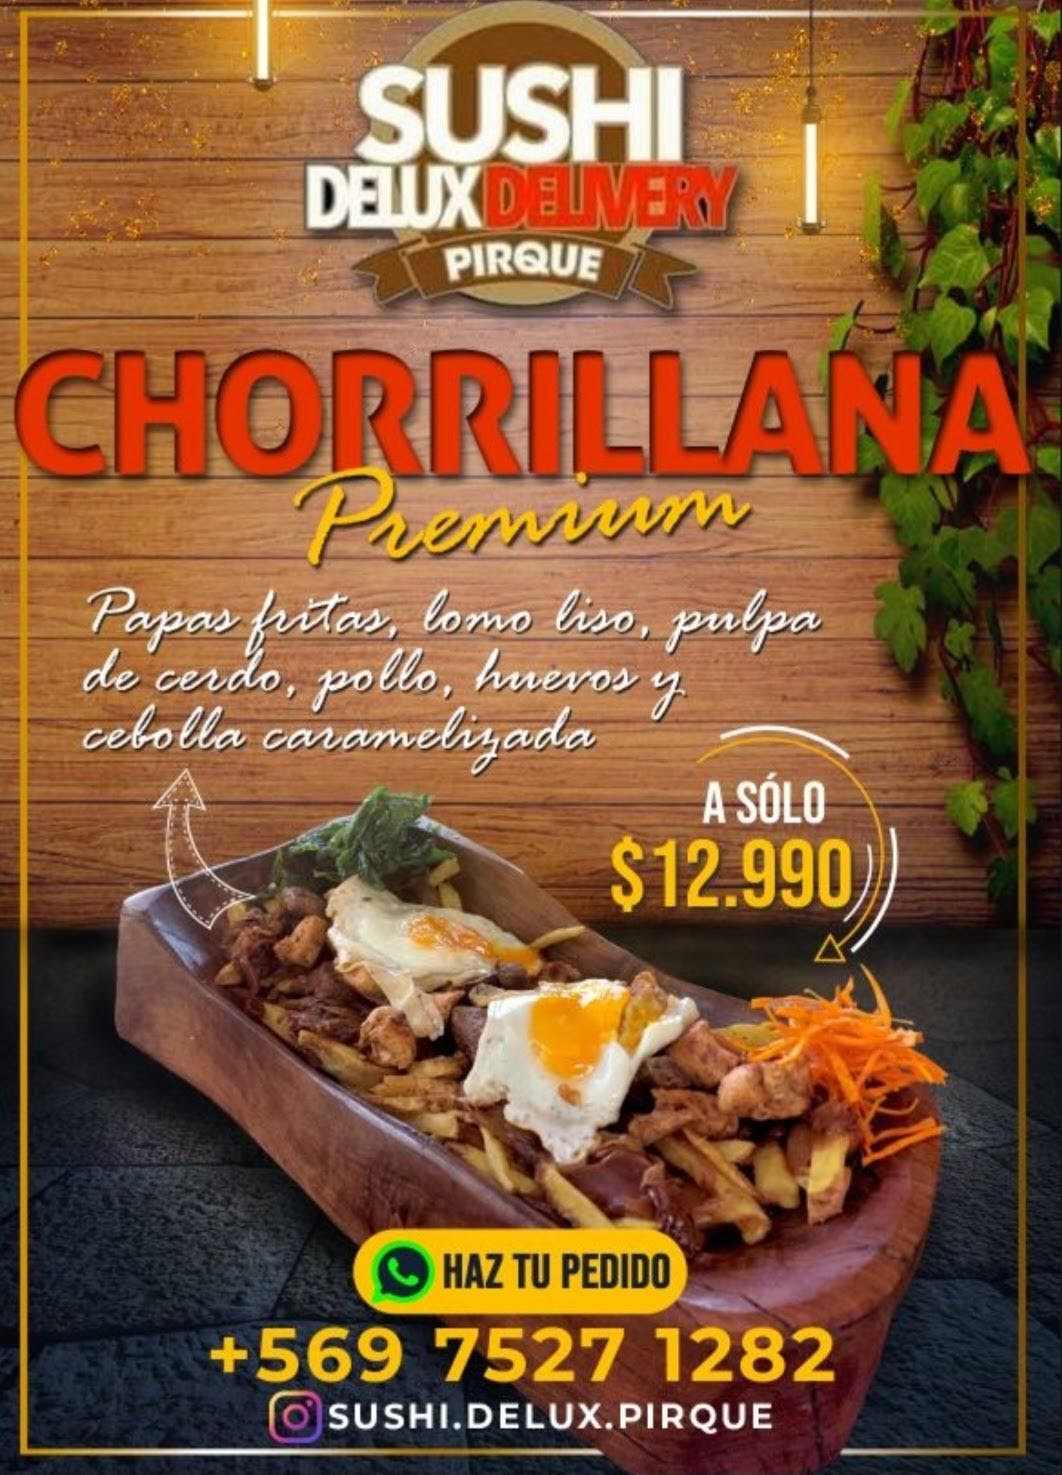 SUSHI
DELUX DELIVERY
PIRQUE
CHORRILLANA
Premium
Papas fritas, lomo liso, pulpa
de cerdo, pollo, huevos y
cebolla caramelizada
A SÓLO
$12.990
HAZ TU PEDIDO
+569 7527 1282
SUSHI.DELUX.PIRQUE